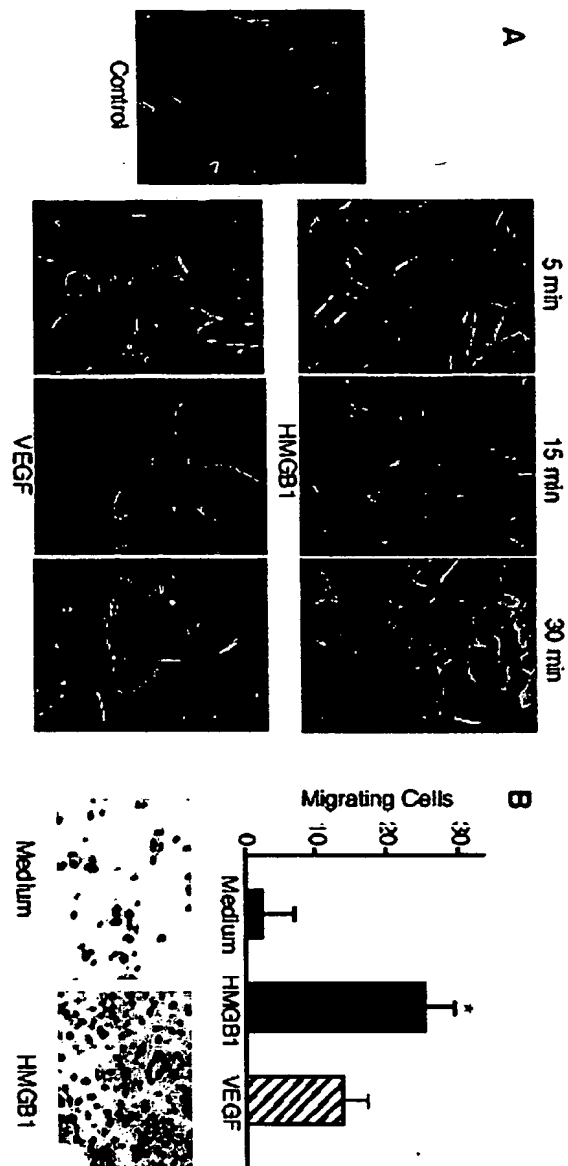 A
5 min
15 min
30 min
Control
HMGB1
VEGF
B
Migrating Cells
30
20
10
0
Medium
HMGB1
VEGF
*
Medium
HMGB1